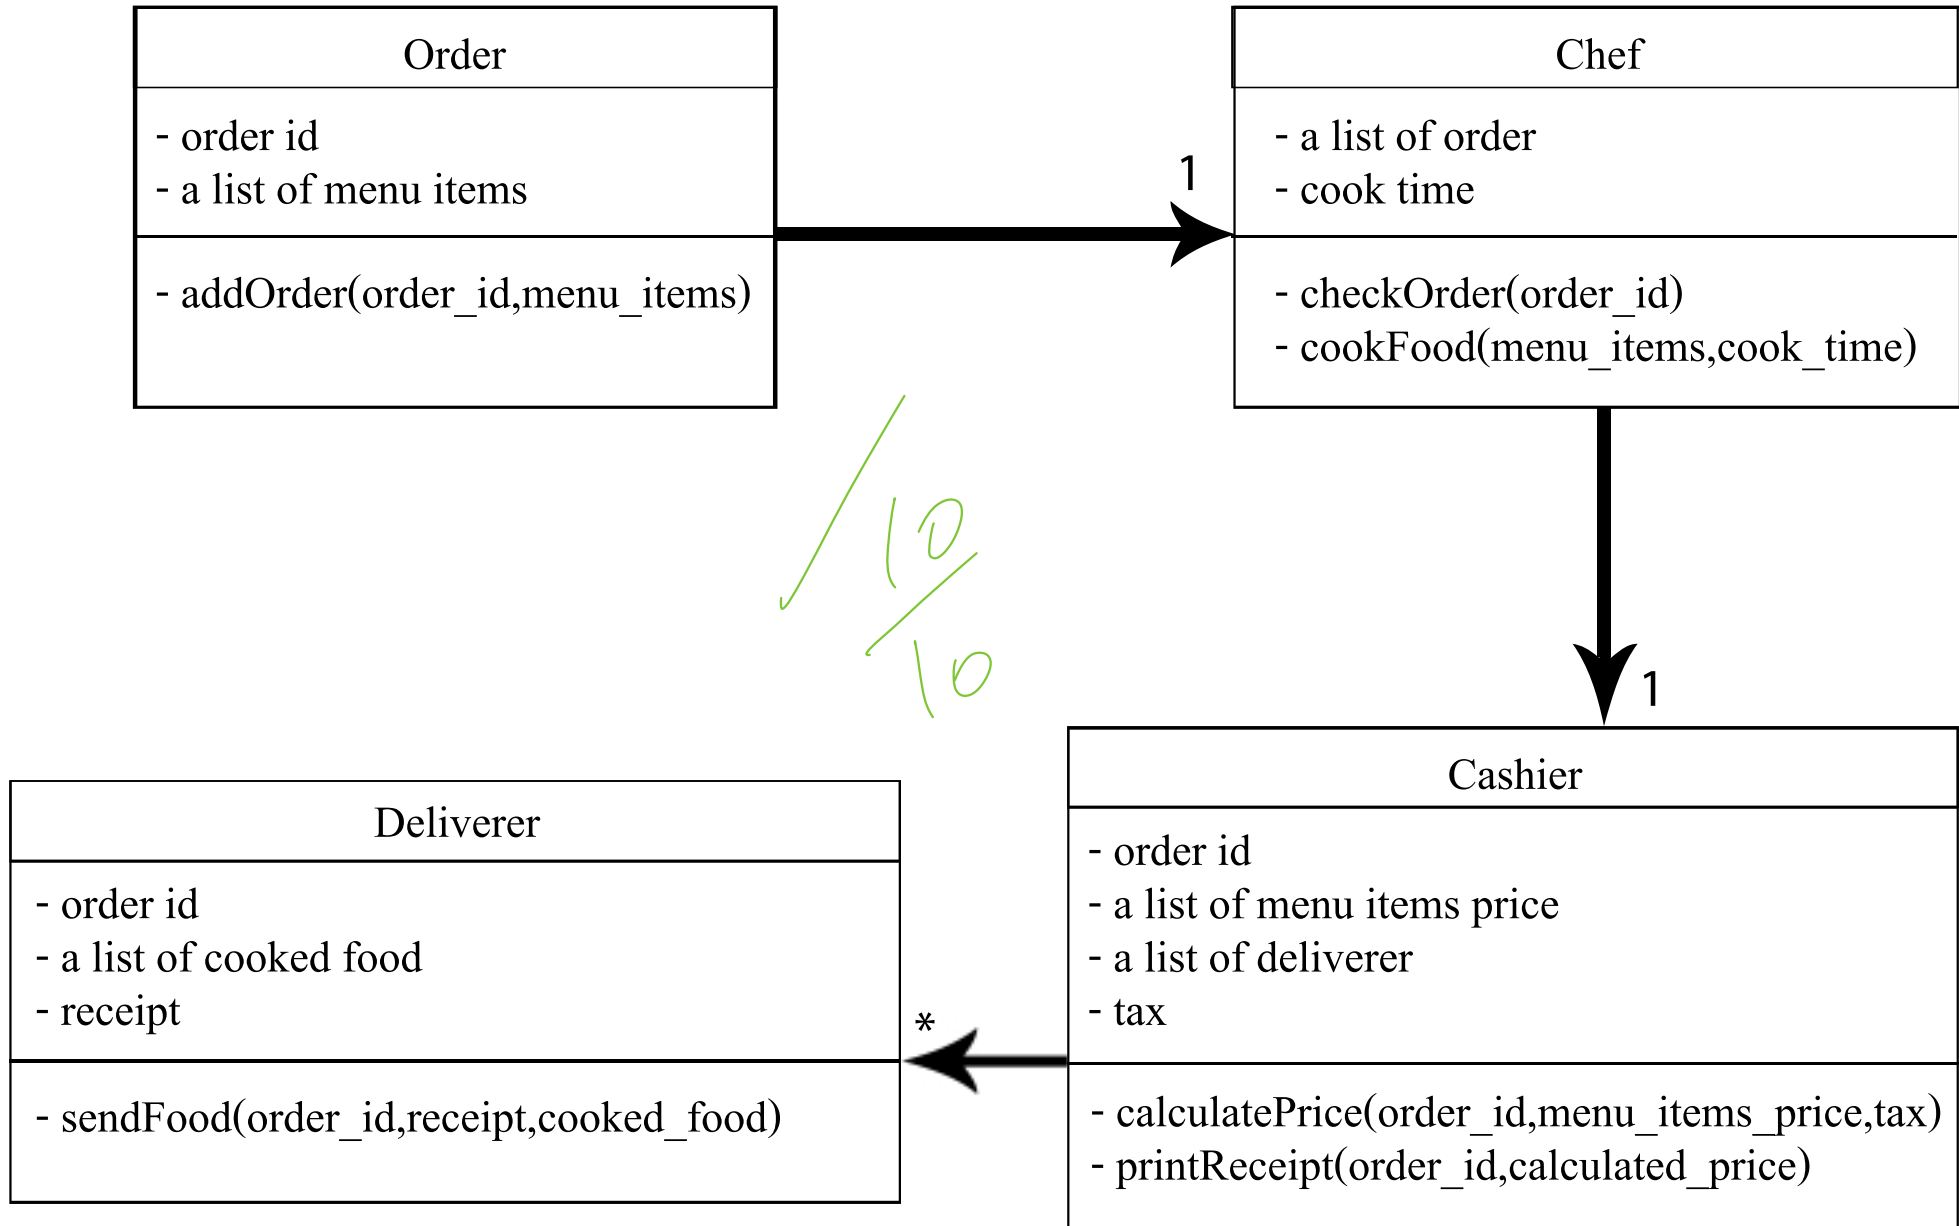 Order
- order id
- a list of menu items
- addOrder(order_id,menu_items)
1
Chef
- a list of order
- cook time
- checkOrder(order_id)
- cookFood(menu_items,cook_time)
10
10
1
Cashier
- order id
- a list of menu items price
- a list of deliverer
- tax
- calculatePrice(order_id,menu_items_price,tax)
- printReceipt(order_id,calculated_price)
*
Deliverer
- order id
- a list of cooked food
- receipt
- sendFood(order_id,receipt,cooked_food)